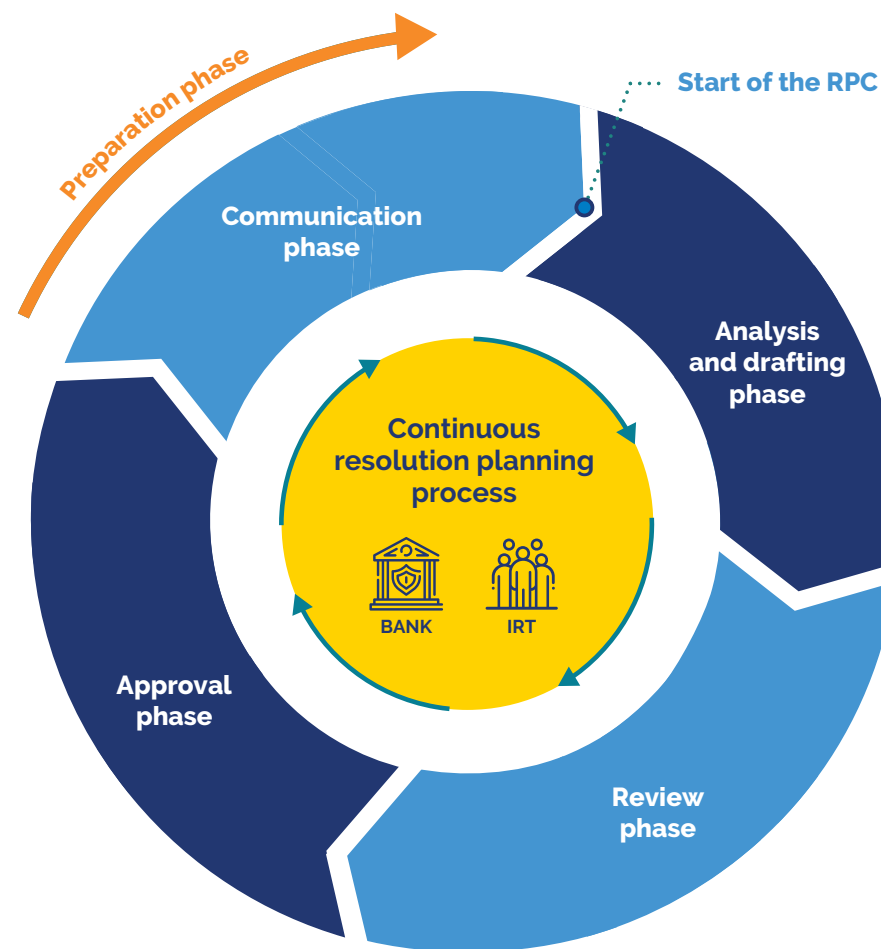 Preparation phase
Start of the RPC
Communication
phase
Analysis
and drafting
phase
Continuous
resolution planning
process
BANK
IRT
Approval
phase
Review
phase